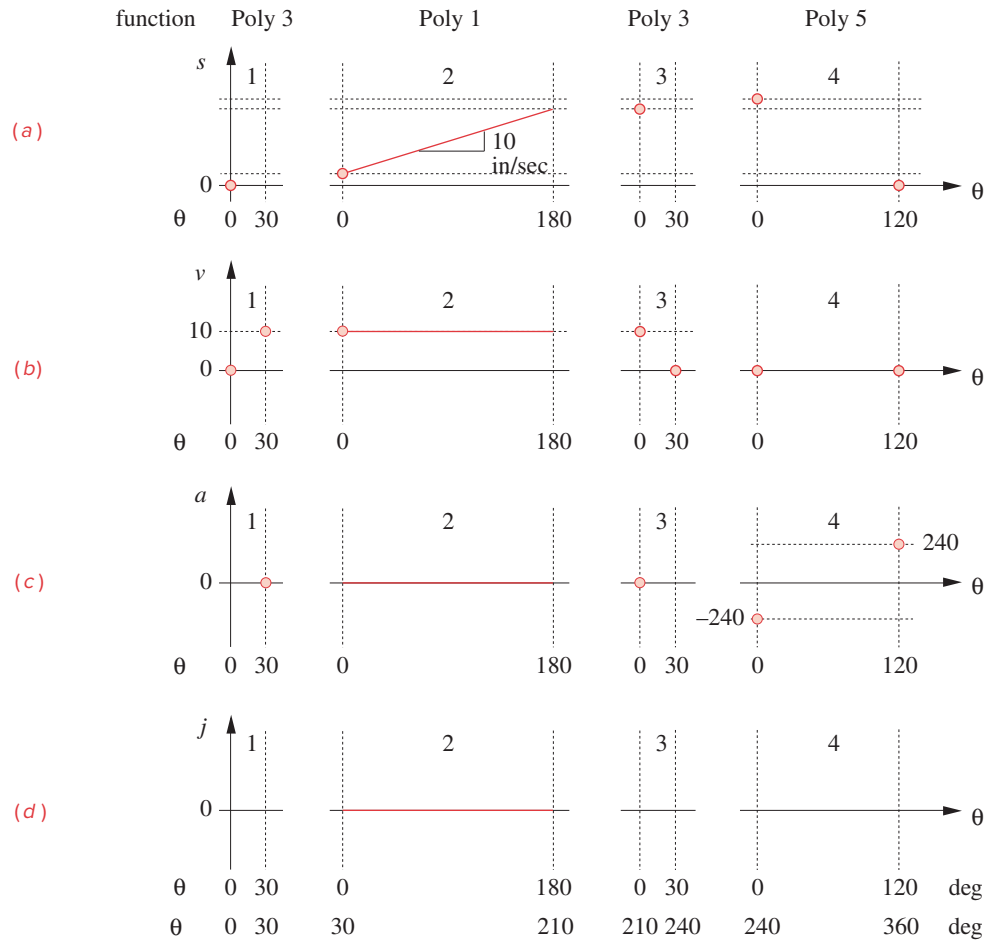 function Poly 3 Poly 1 Poly 3 Poly 5
s 1 2 3 4
(a)
10
in/sec
0 θ
θ 0 30 0 180 0 30 0 120
v 1 2 3 4
10
(b) 0 θ
θ 0 30 0 180 0 30 0 120
a 1 2 3 4
240
(c) 0 θ
–240
θ 0 30 0 180 0 30 0 120
j 1 2 3 4
(d) 0 θ
θ 0 30 0 180 0 30 0 120 deg
θ 0 30 30 210 210 240 240 360 deg